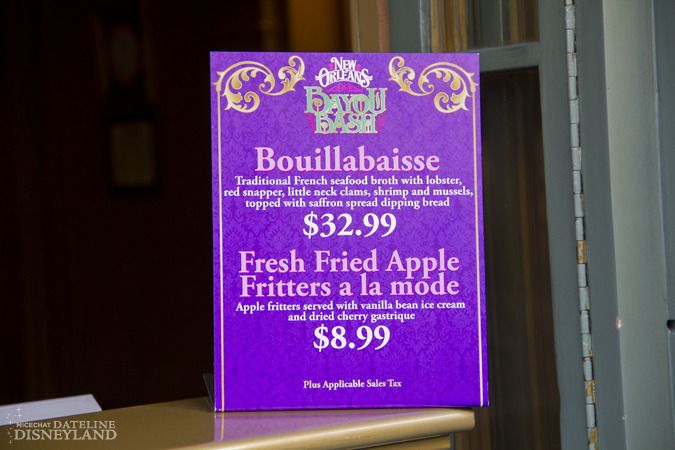 New
Orleans
Bayou
Bash
Bouillabaisse
Traditional French seafood broth with lobster,
red snapper, little neck clams, shrimp and mussels,
topped with saffron spread dipping bread
$32.99
Fresh Fried Apple
Fritters a la mode
Apple fritters served with vanilla bean ice cream
and dried cherry gastrique
$8.99
Plus Applicable Sales Tax
MICECHAT DATELINE
DISNEYLAND